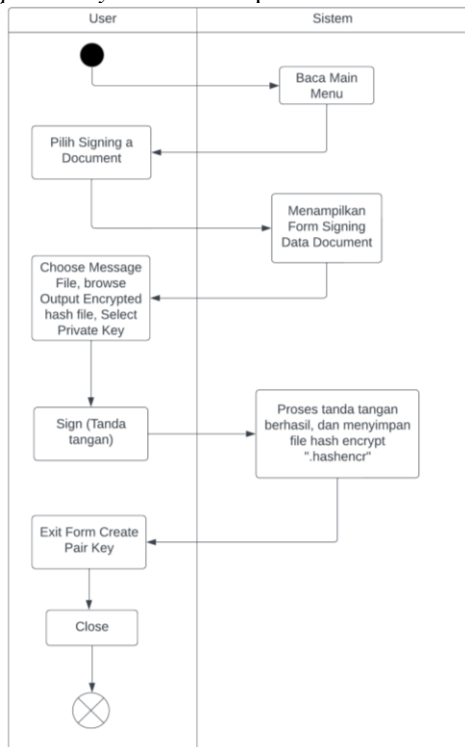 User
Sistem
Baca Main
Menu
Pilih Signing a
Document
Menampilkan
Form Signing
Data Document
Choose Message
File, browse
Output Encrypted
hash file, Select
Private Key
Sign (Tanda
tangan)
Proses tanda tangan
berhasil, dan menyimpan
file hash encrypt
".hashencr"
Exit Form Create
Pair Key
Close